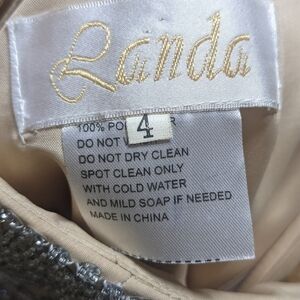 Landa
4
100% PO R
DO NOT
DO NOT DRY CLEAN
SPOT CLEAN ONLY
WITH COLD WATER
AND MILD SOAP IF NEEDED
MADE IN CHINA